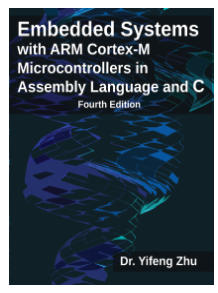 Embedded Systems
with ARM Cortex-M
Microcontrollers in
Assembly Language and C
Fourth Edition
Dr. Yifeng Zhu